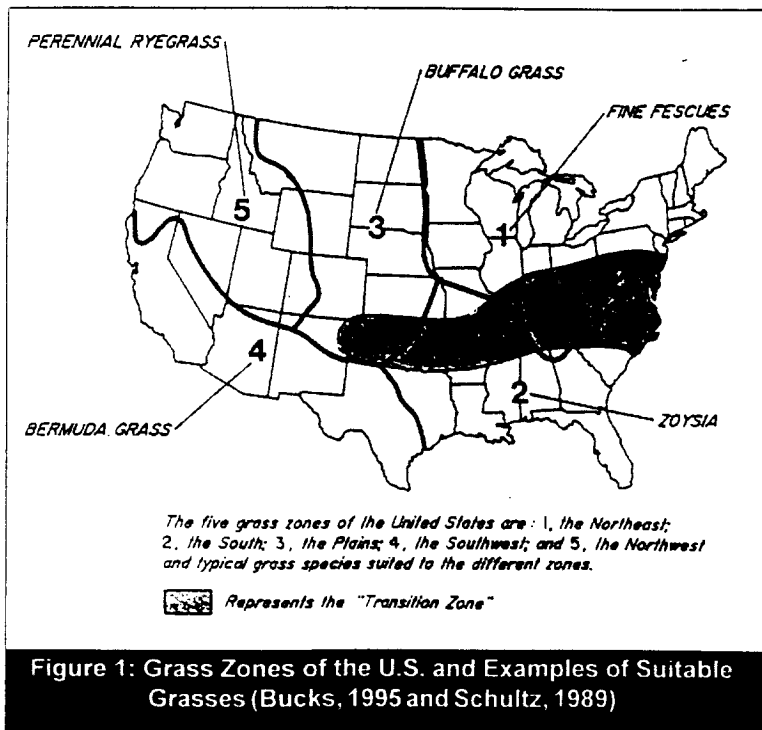 PERENNIAL RYEGRASS
BUFFALO GRASS
FINE FESCUES
5
3
1
4
2
BERMUDA GRASS
ZOYSIA
The five grass zones of the United States are: 1, the Northeast;
2, the South; 3, the Plains; 4, the Southwest; and 5, the Northwest
and typical grass species suited to the different zones.
Represents the "Transition Zone"
Figure 1: Grass Zones of the U.S. and Examples of Suitable
Grasses (Bucks, 1995 and Schultz, 1989)